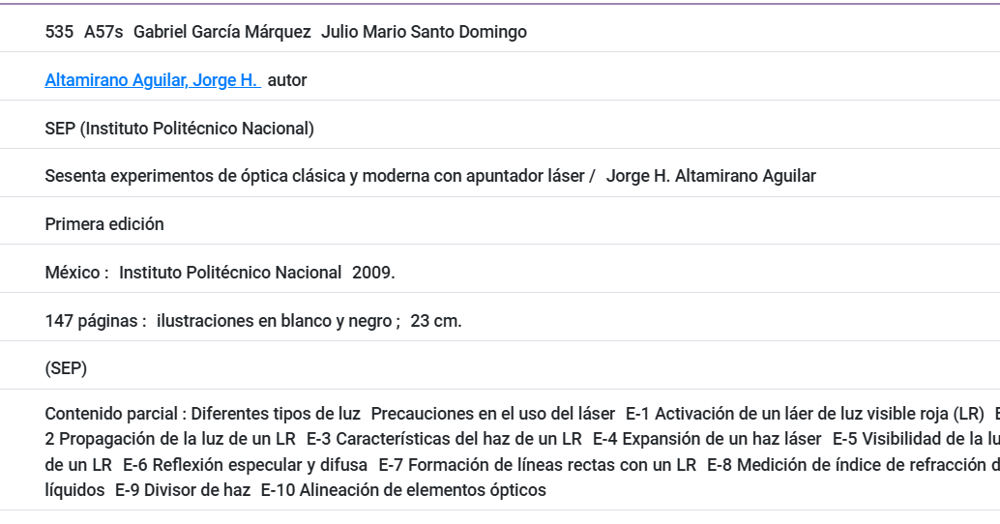 535 A57s Gabriel García Márquez Julio Mario Santo Domingo
Altamirano Aguilar, Jorge H. autor
SEP (Instituto Politécnico Nacional)
Sesenta experimentos de óptica clásica y moderna con apuntador láser / Jorge H. Altamirano Aguilar
Primera edición
México : Instituto Politécnico Nacional 2009.
147 páginas : ilustraciones en blanco y negro ; 23 cm.
(SEP)
Contenido parcial : Diferentes tipos de luz Precauciones en el uso del láser E-1 Activación de un láer de luz visible roja (LR)
2 Propagación de la luz de un LR E-3 Características del haz de un LR E-4 Expansión de un haz láser E-5 Visibilidad de la
de un LR E-6 Reflexión especular y difusa E-7 Formación de líneas rectas con un LR E-8 Medición de índice de refracción
líquidos E-9 Divisor de haz E-10 Alineación de elementos ópticos